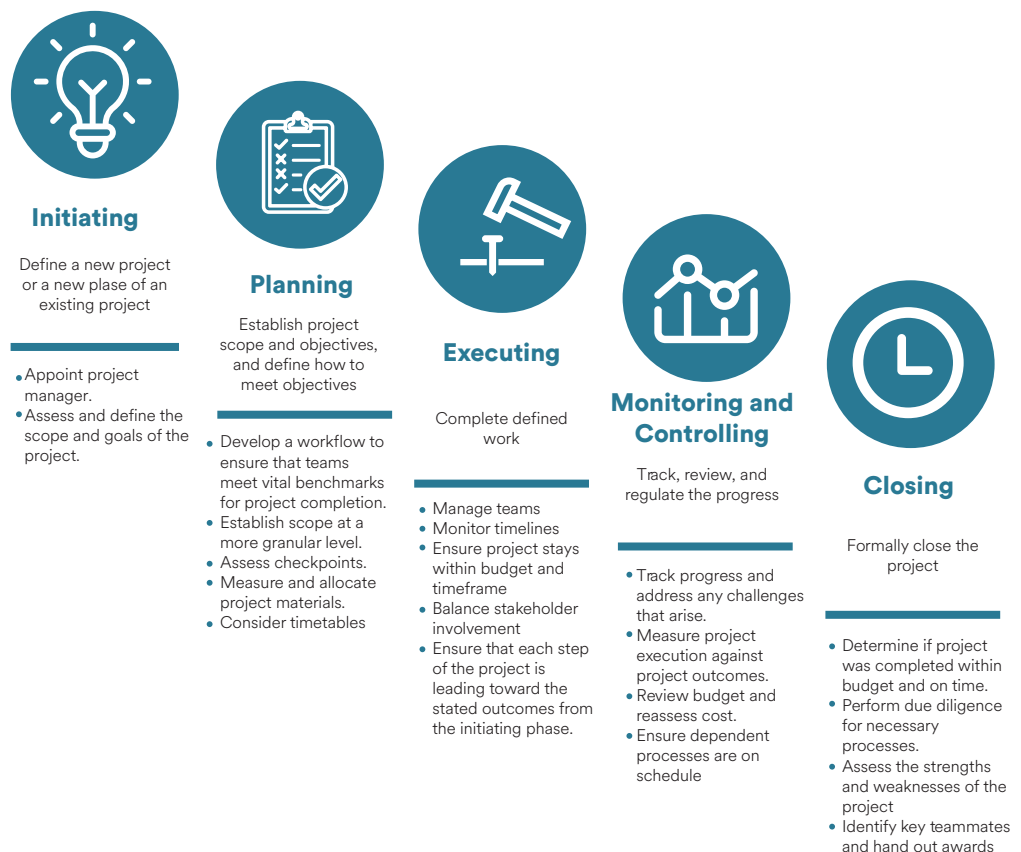 Initiating
Define a new project
or a new plase of an
existing project
Appoint project
manager.
Assess and define the
scope and goals of the
project.
Planning
Establish project
scope and objectives,
and define how to
meet objectives
Develop a workflow to
ensure that teams
meet vital benchmarks
for project completion.
Establish scope at a
more granular level.
Assess checkpoints.
Measure and allocate
project materials.
Consider timetables
Executing
Complete defined
work
Manage teams
Monitor timelines
Ensure project stays
within budget and
timeframe
Balance stakeholder
involvement
Ensure that each step
of the project is
leading toward the
stated outcomes from
the initiating phase.
Monitoring and
Controlling
Track, review, and
regulate the progress
Track progress and
address any challenges
that arise.
Measure project
execution against
project outcomes.
Review budget and
reassess cost.
Ensure dependent
processes are on
schedule
Closing
Formally close the
project
Determine if project
was completed within
budget and on time.
Perform due diligence
for necessary
processes.
Assess the strengths
and weaknesses of the
project
Identify key teammates
and hand out awards